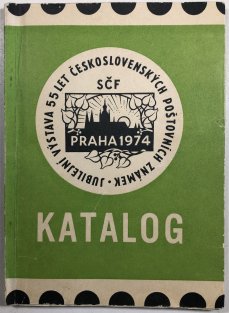 JUBILEJNÍ VÝSTAVA 55 LET ČESKOSLOVENSKÝCH POŠTOVNÍCH ZNÁMEK •
SČF
PRAHA 1974
KATALOG